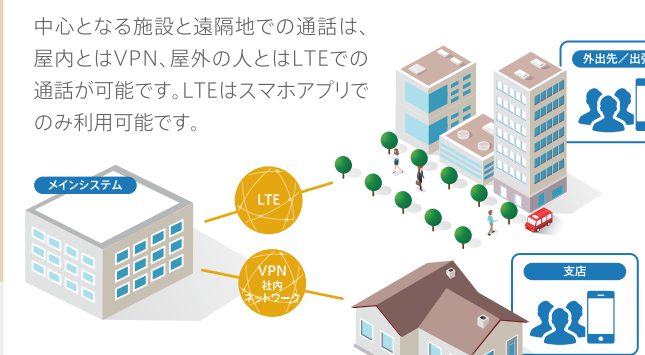 中心となる施設と遠隔地での通話は、
屋内とはVPN、屋外の人とはLTEでの
通話が可能です。LTEはスマホアプリで
のみ利用可能です。
外出先／出張
メインシステム
LTE
VPN
社内
ネットワーク
支店